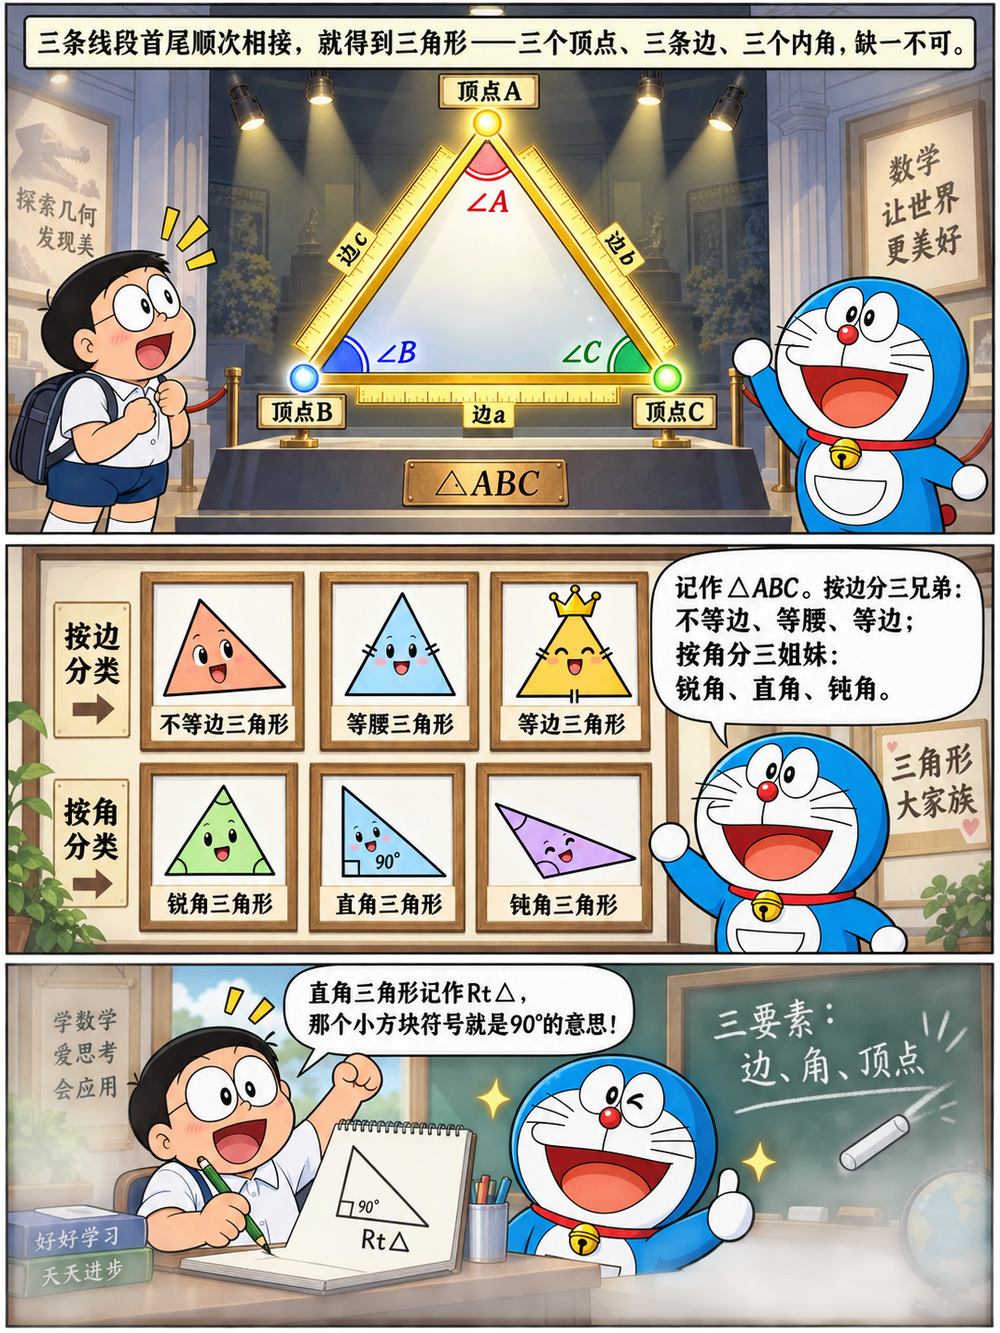 三条线段首尾顺次相接，就得到三角形——三个顶点、三条边、三个内角，缺一不可。
顶点A
探索几何
发现美
数学
让世界
更美好
∠A
边c
边b
∠B
∠C
顶点B
边a
顶点C
△ABC
按边
分类
不等边三角形
等腰三角形
等边三角形
记作△ABC。按边分三兄弟：
不等边、等腰、等边；
按角分三姐妹：
锐角、直角、钝角。
按角
分类
90°
锐角三角形
直角三角形
钝角三角形
三角形
大家族
学数学
爱思考
会应用
直角三角形记作Rt△，
那个小方块符号就是90°的意思！
三要素：
边、角、顶点
90°
Rt△
好好学习
天天进步